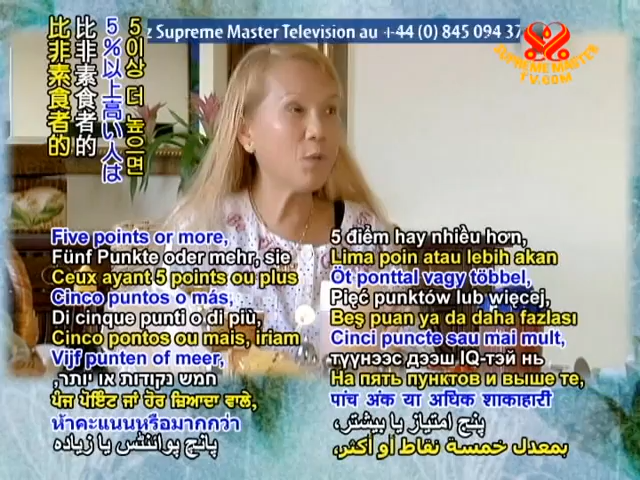 z Supreme Master Television au +44 (0) 845 094 37
SUPREME MASTER
TV.COM
5이상 더 높으면
5%以上高い人は
比非素食者的
比非素食者的
Five points or more,
Fünf Punkte oder mehr, sie
Ceux ayant 5 points ou plus
Cinco puntos o más,
Di cinque punti o di più,
Cinco pontos ou mais, iriam
Vijf punten of meer,
חמש נקודות או יותר,
ਪੰਜ ਪੋਇੰਟ ਜਾਂ ਹੋਰ ਜ਼ਿਆਦਾ ਵਾਲੇ,
ห้าคะแนนหรือมากกว่า
پانچ پوائنٹس یا زیادہ
5 điểm hay nhiều hơn,
Lima poin atau lebih akan
Öt ponttal vagy többel,
Pięć punktów lub więcej,
Beş puan ya da daha fazlası
Cinci puncte sau mai mult,
түүнээс дээш IQ-тэй нь
На пять пунктов и выше те,
पांच अंक या अधिक शाकाहारी
پنج امتیاز یا بیشتر،
بمعدل خمسة نقاط أو أكثر،